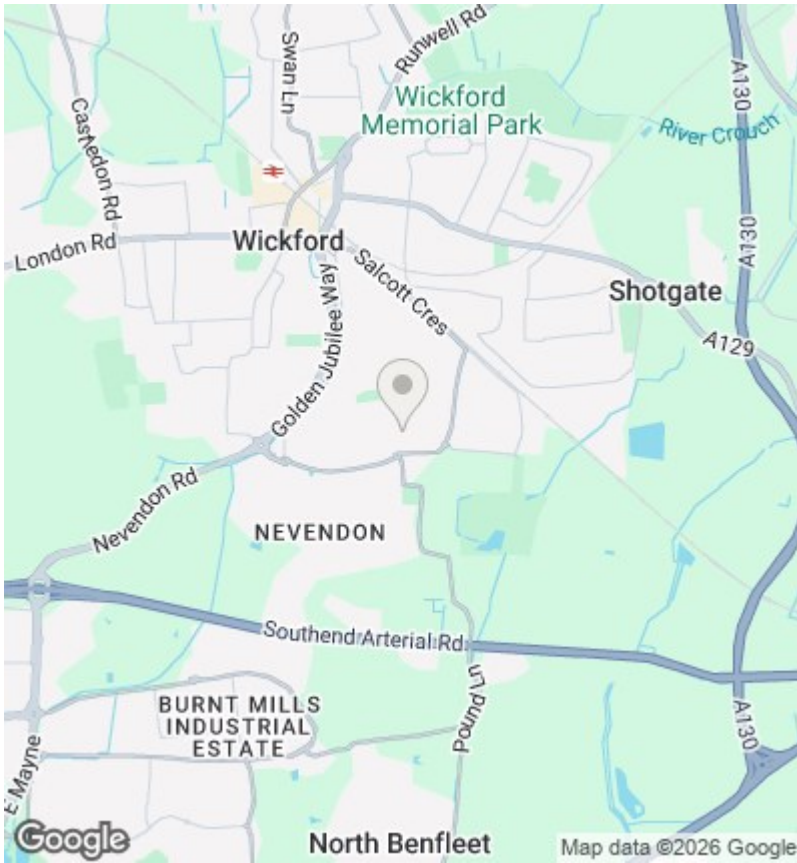 Swan Ln
Runwell Rd
A130
Wickford
Memorial Park
River Crouch
Castledon Rd
London Rd
Wickford
Salcott Cres
A130
Shotgate
Golden Jubilee Way
A129
Nevendon Rd
NEVENDON
Southend Arterial Rd
Pound Ln
BURNT MILLS
INDUSTRIAL
ESTATE
A130
E Mayne
North Benfleet
Google
Map data ©2026 Google